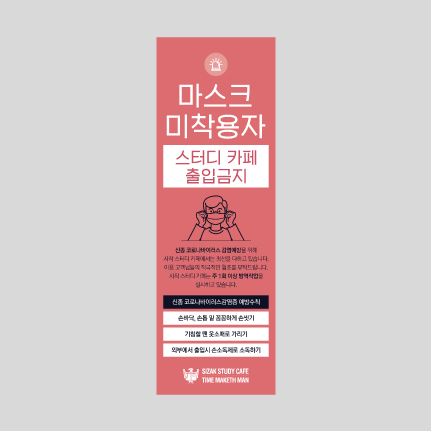 마스크
미착용자
스터디 카페
출입금지
신종 코로나바이러스 감염예방을 위해
시작 스터디 카페에서는 최선을 다하고 있습니다.
이용 고객님들의 적극적인 협조를 부탁드립니다.
시작 스터디 카페는 주 1회 이상 방역작업을
실시하고 있습니다.
신종 코로나바이러스감염증 예방수칙
손바닥, 손톱 밑 꼼꼼하게 손씻기
기침할 땐 옷소매로 가리기
외부에서 출입시 손소독제로 소독하기
SIZAK STUDY CAFE
TIME MAKETH MAN